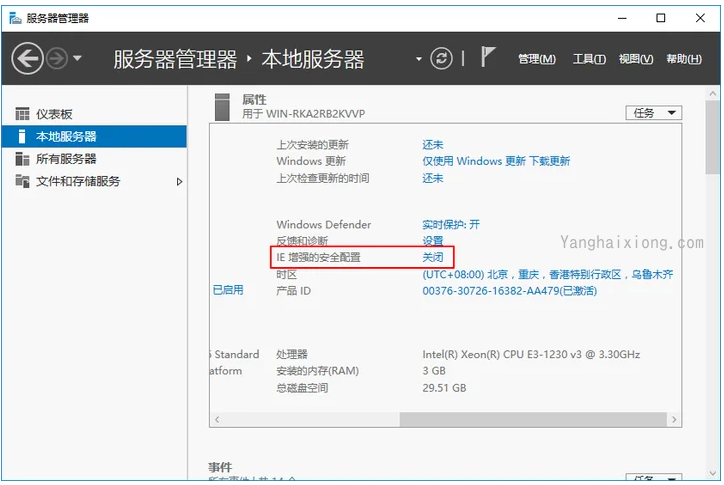 服务器管理器
服务器管理器 · 本地服务器
管理(M) 工具(T) 视图(V) 帮助(H)
仪表板
本地服务器
所有服务器
文件和存储服务
属性
用于 WIN-RKA2RB2KVVP
任务
上次安装的更新 还未
Windows 更新 仅使用 Windows 更新 下载更新
上次检查更新的时间 还未
Windows Defender 实时保护: 开
反馈和诊断 设置
IE 增强的安全配置 关闭
时区 (UTC+08:00) 北京，重庆，香港特别行政区，乌鲁木齐
已启用 产品 ID 00376-30726-16382-AA479(已激活)
Yanghaixiong.com
Standard 处理器 Intel(R) Xeon(R) CPU E3-1230 v3 @ 3.30GHz
atform 安装的内存(RAM) 3 GB
总磁盘空间 29.51 GB
事件
任务